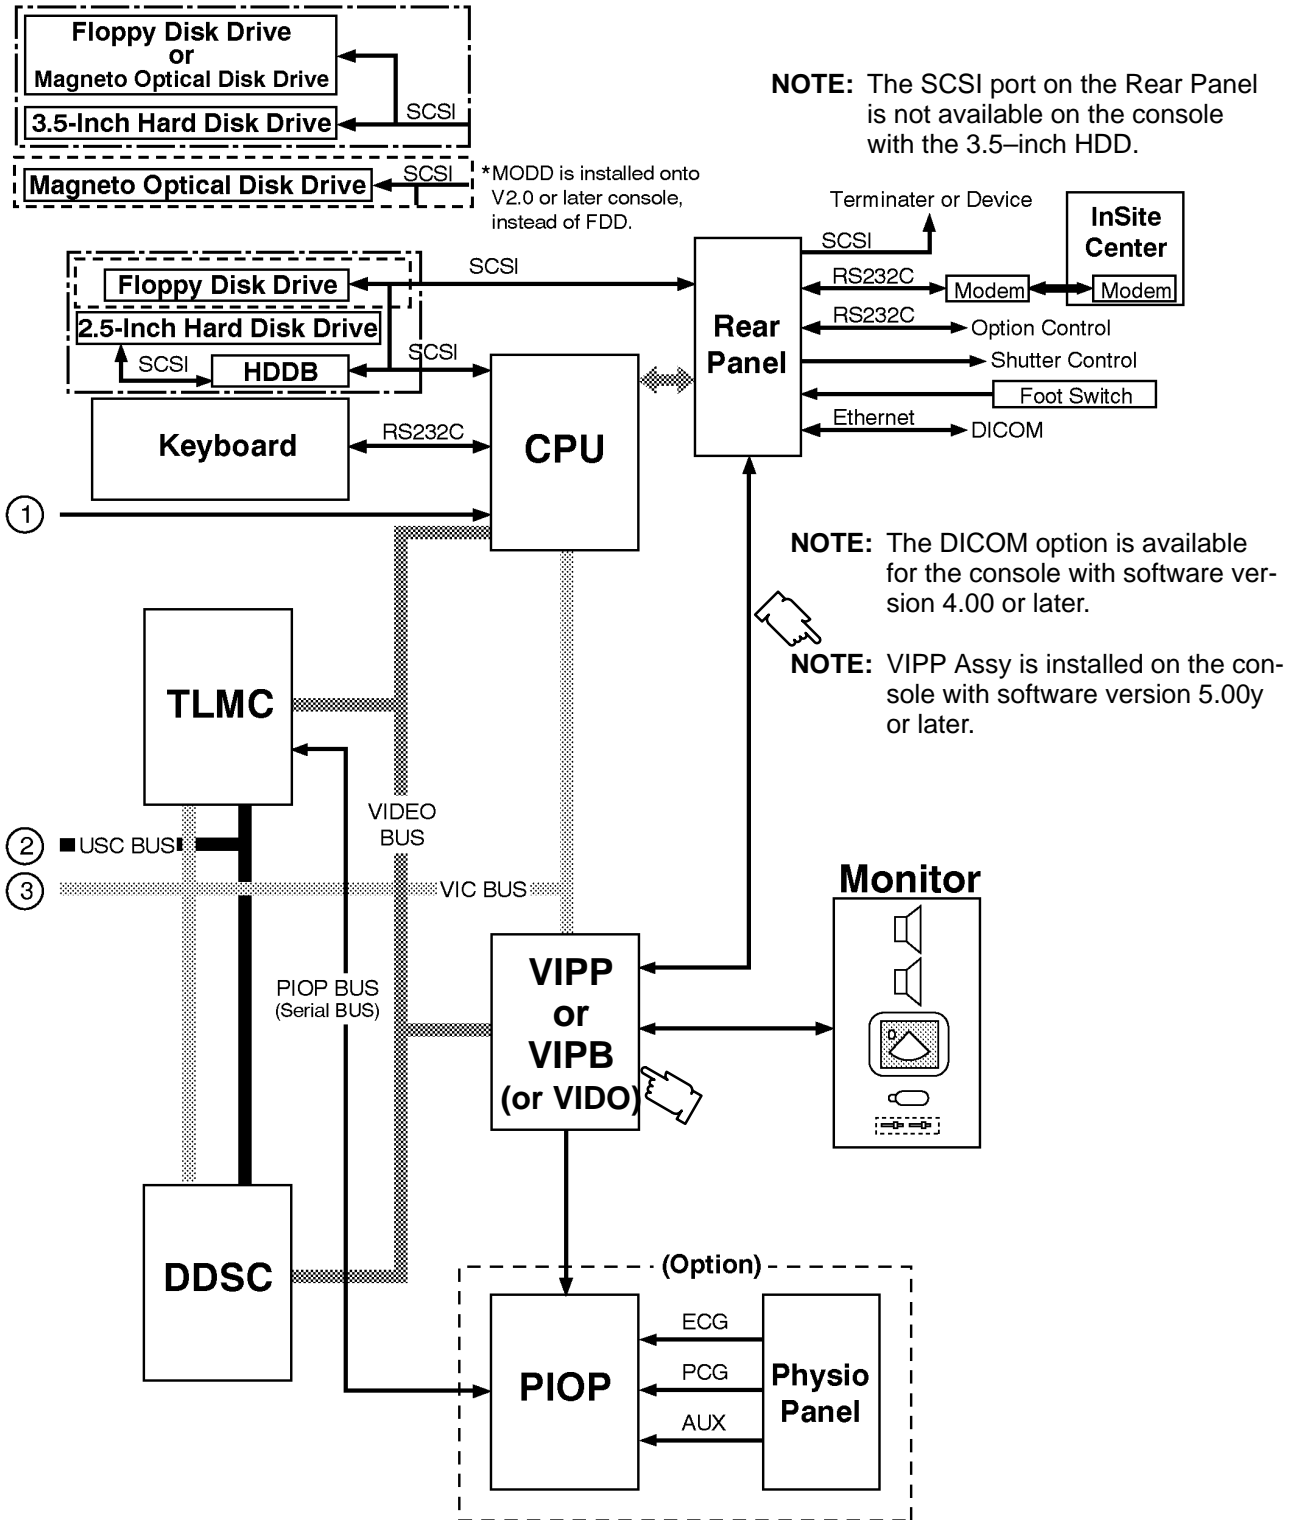 Floppy Disk Drive
or
Magneto Optical Disk Drive
SCSI
3.5-Inch Hard Disk Drive
NOTE: The SCSI port on the Rear Panel
is not available on the console
with the 3.5–inch HDD.
Magneto Optical Disk Drive
SCSI
*MODD is installed onto
V2.0 or later console,
instead of FDD.
Terminater or Device
InSite
Center
SCSI
Floppy Disk Drive
SCSI
RS232C
Modem
Modem
2.5-Inch Hard Disk Drive
Rear
Panel
RS232C
Option Control
SCSI
HDDB
SCSI
Shutter Control
Foot Switch
Keyboard
RS232C
CPU
Ethernet
DICOM
1
NOTE: The DICOM option is available
for the console with software ver-
sion 4.00 or later.
NOTE: VIPP Assy is installed on the con-
sole with software version 5.00y
or later.
TLMC
VIDEO
BUS
2
USC BUS
3
VIC BUS
Monitor
PIOP BUS
(Serial BUS)
VIPP
or
VIPB
(or VIDO)
D
DDSC
(Option)
PIOP
ECG
PCG
AUX
Physio
Panel